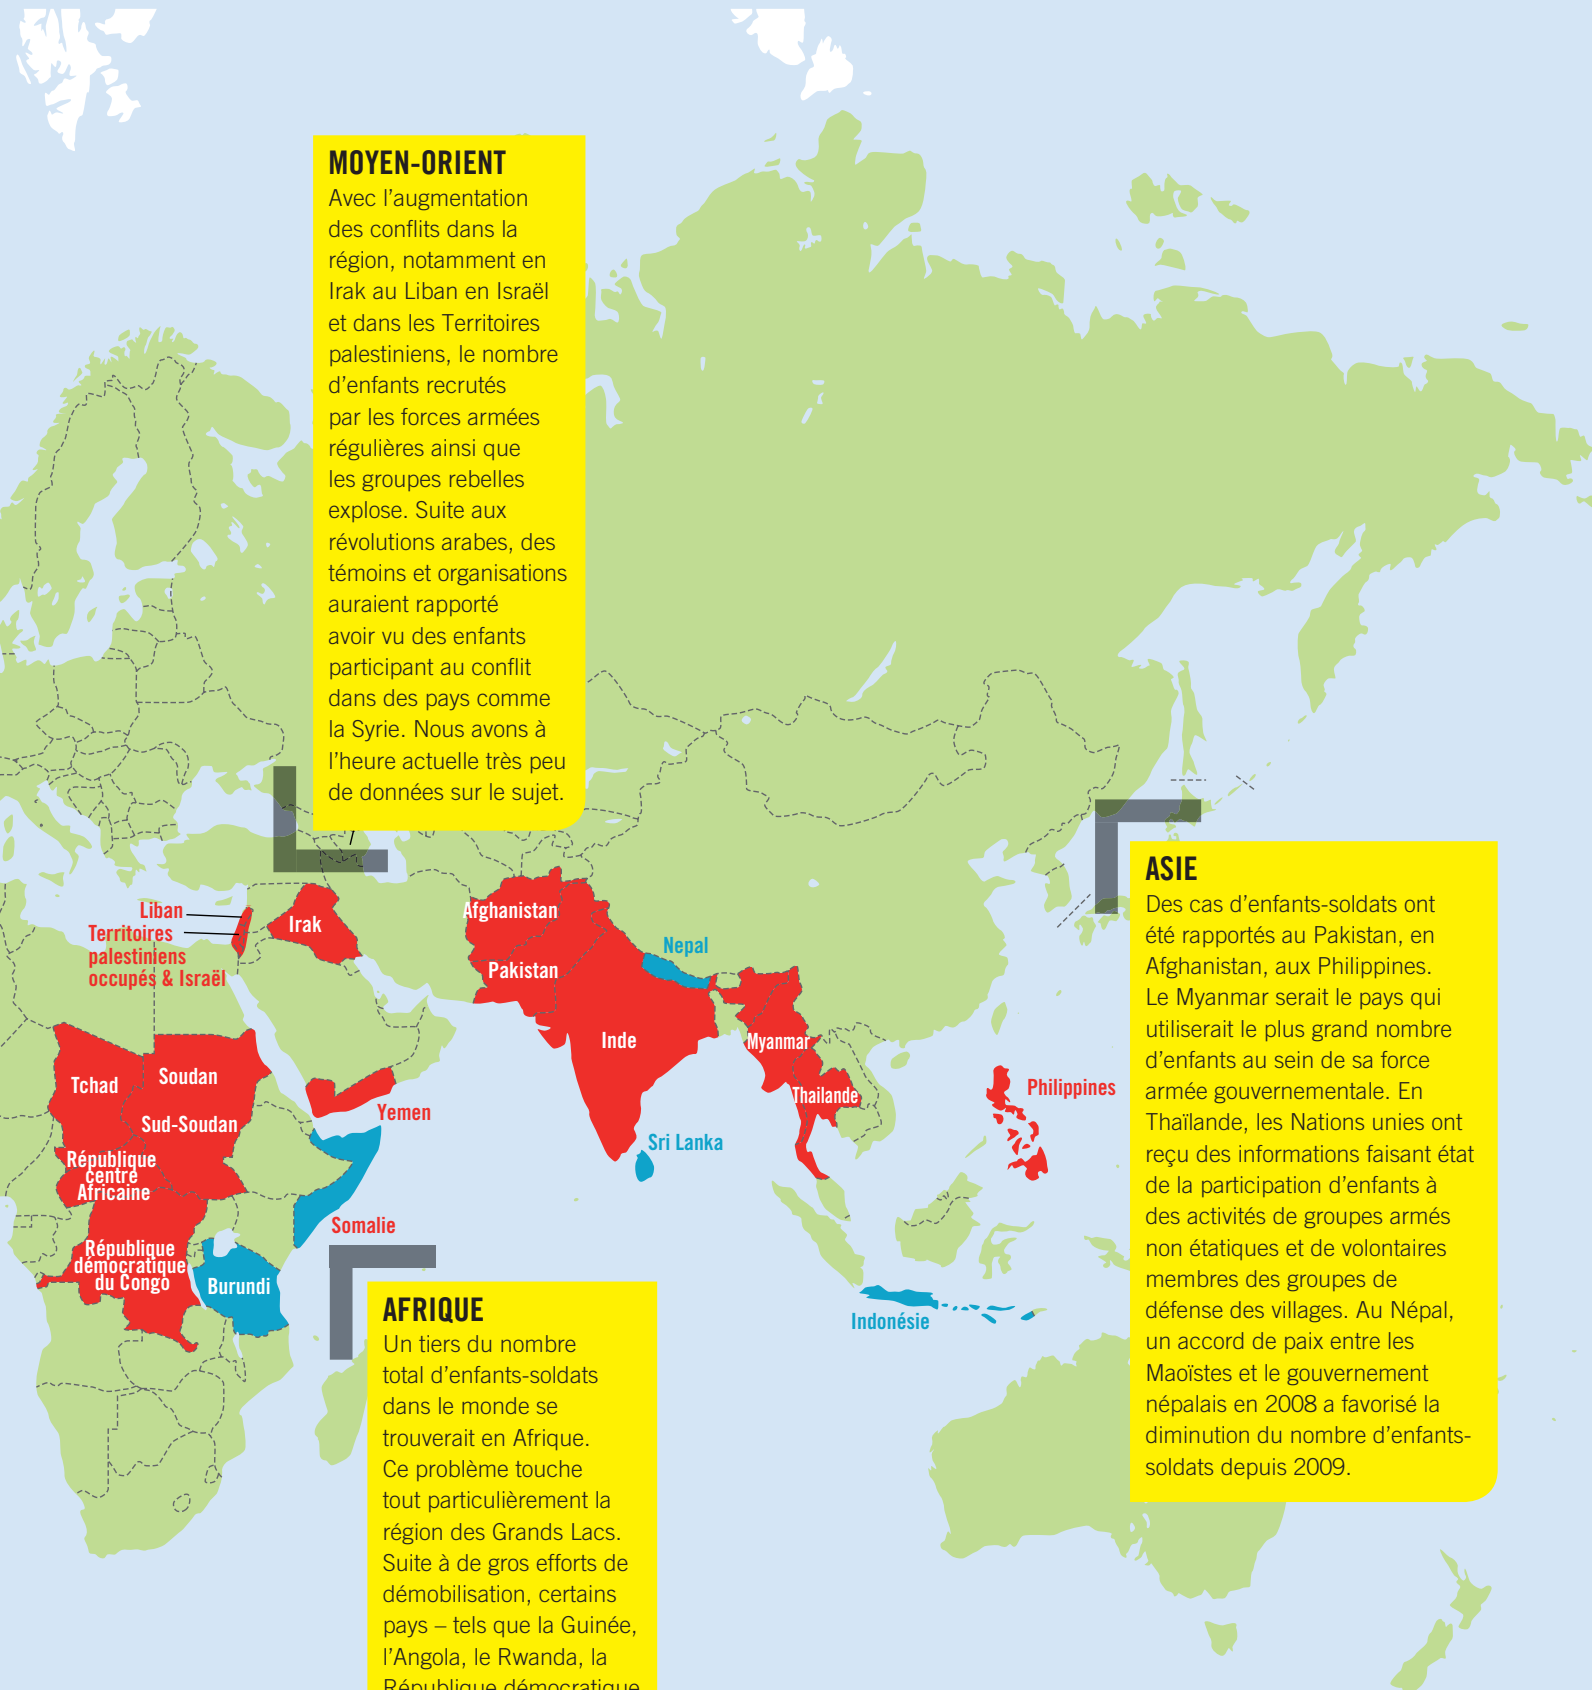 MOYEN-ORIENT
Avec l’augmentation
des conflits dans la
région, notamment en
Irak au Liban en Israël
et dans les Territoires
palestiniens, le nombre
d’enfants recrutés
par les forces armées
régulières ainsi que
les groupes rebelles
explose. Suite aux
révolutions arabes, des
témoins et organisations
auraient rapporté
avoir vu des enfants
participant au conflit
dans des pays comme
la Syrie. Nous avons à
l’heure actuelle très peu
de données sur le sujet.
Liban
Territoires
palestiniens
occupés & Israël
Irak
Afghanistan
Pakistan
Nepal
Inde
Myanmar
Thailande
Philippines
Sri Lanka
Indonésie
Tchad
Soudan
Sud-Soudan
Yemen
République
centre
Africaine
Somalie
République
démocratique
du Congo
Burundi
ASIE
Des cas d’enfants-soldats ont
été rapportés au Pakistan, en
Afghanistan, aux Philippines.
Le Myanmar serait le pays qui
utiliserait le plus grand nombre
d’enfants au sein de sa force
armée gouvernementale. En
Thaïlande, les Nations unies ont
reçu des informations faisant état
de la participation d’enfants à
des activités de groupes armés
non étatiques et de volontaires
membres des groupes de
défense des villages. Au Népal,
un accord de paix entre les
Maoïstes et le gouvernement
népalais en 2008 a favorisé la
diminution du nombre d’enfants-
soldats depuis 2009.
AFRIQUE
Un tiers du nombre
total d’enfants-soldats
dans le monde se
trouverait en Afrique.
Ce problème touche
tout particulièrement la
région des Grands Lacs.
Suite à de gros efforts de
démobilisation, certains
pays – tels que la Guinée,
l’Angola, le Rwanda, la
République démocratique